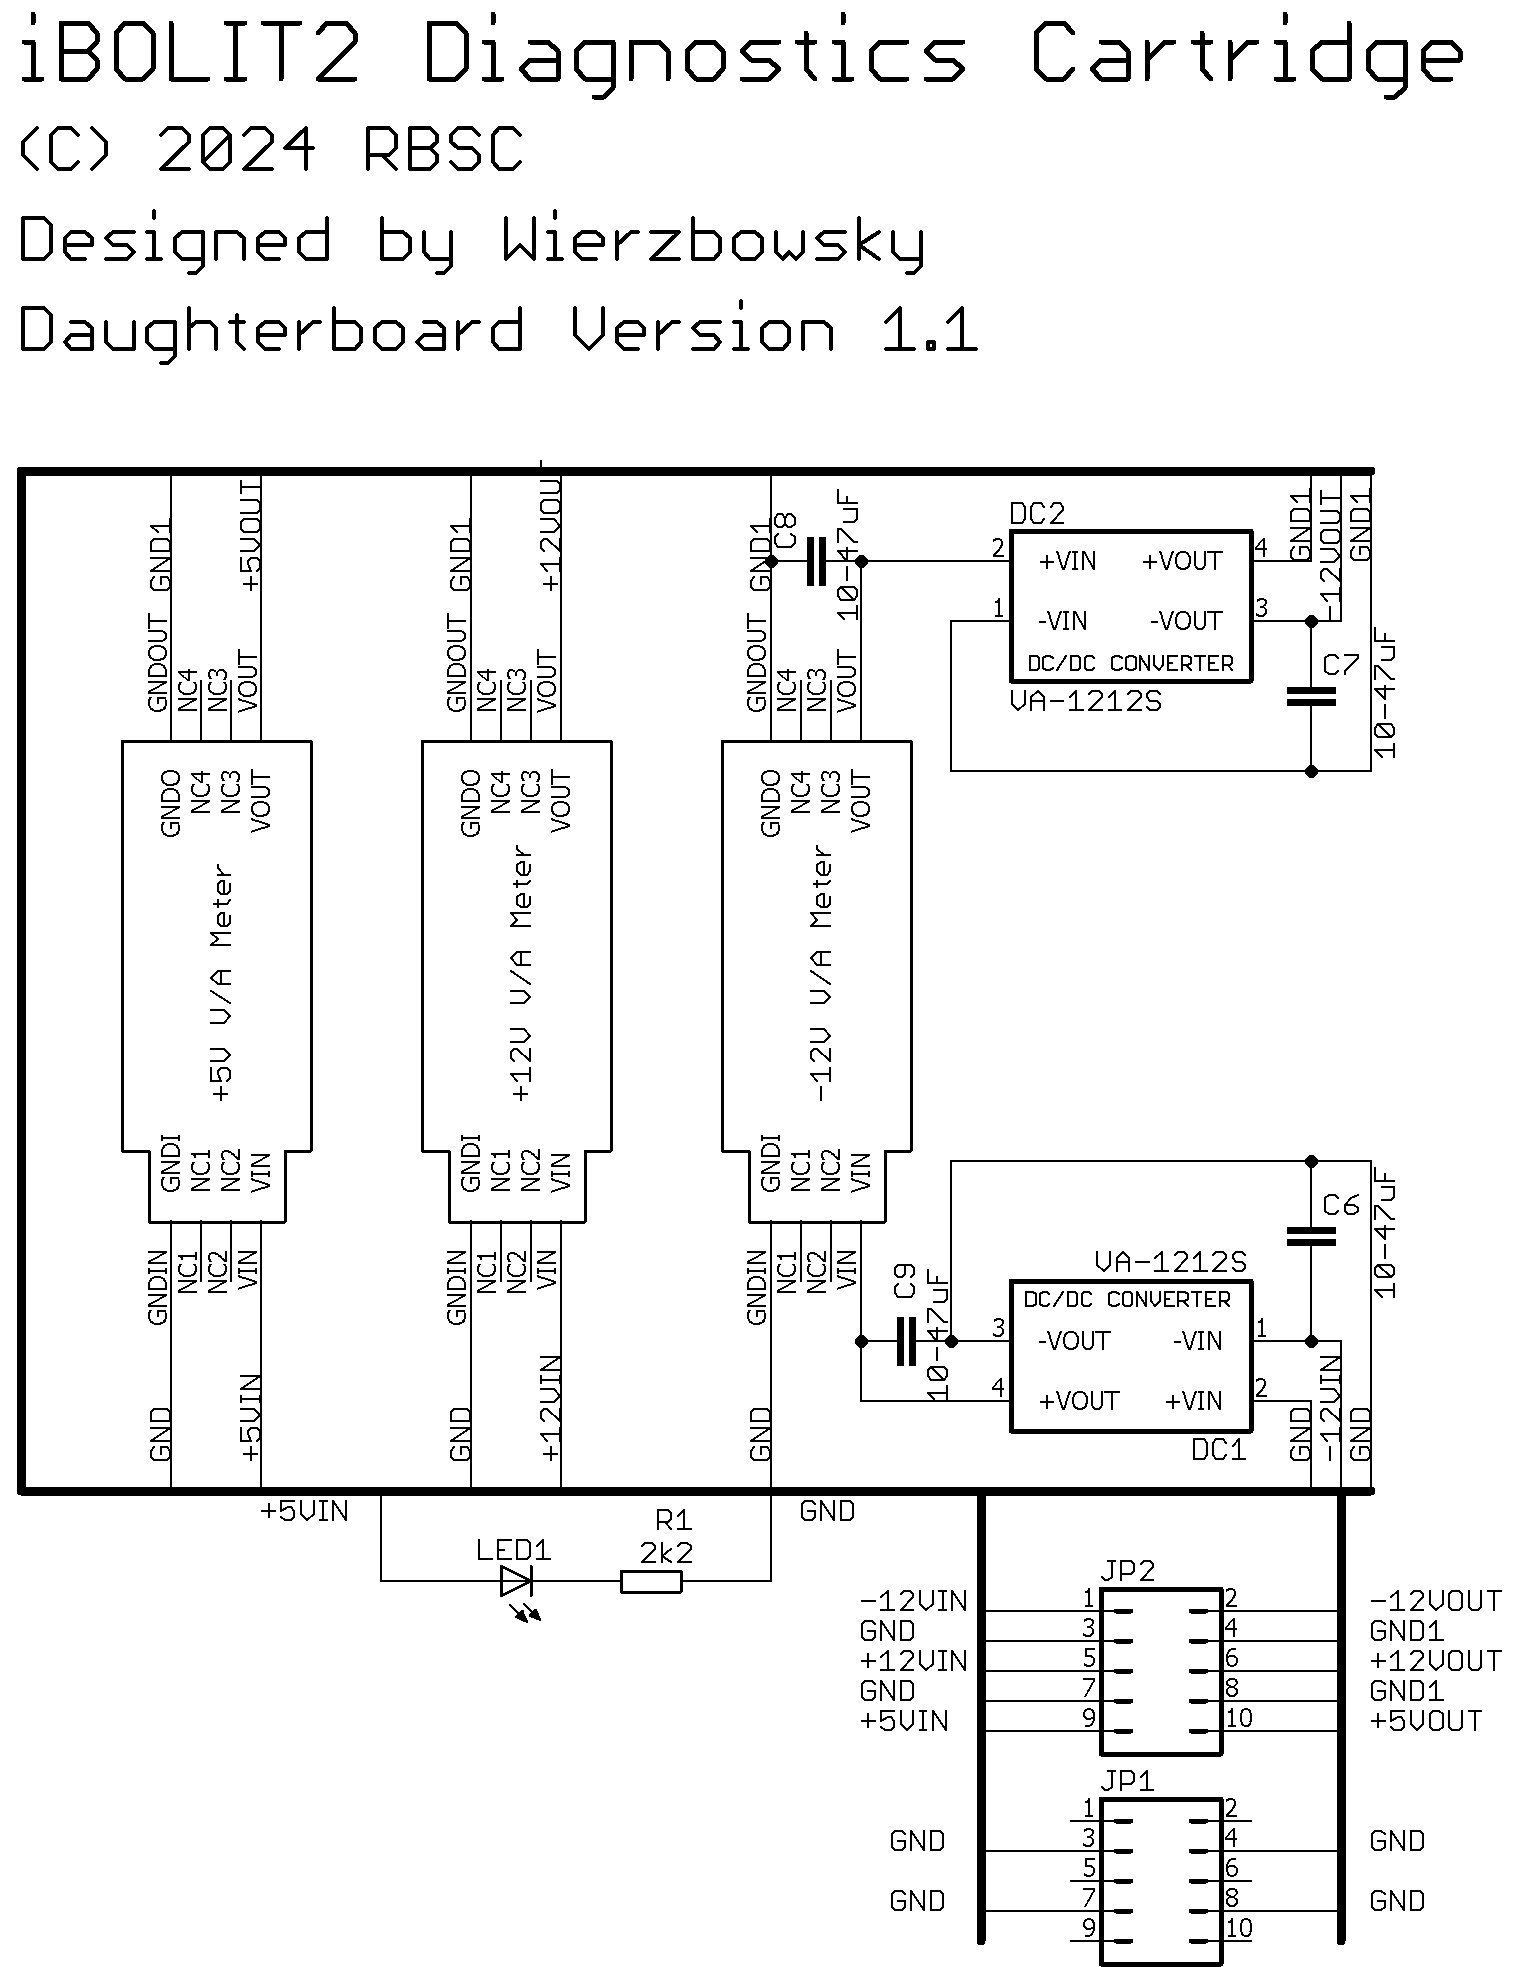 iBOLIT2 Diagnostics Cartridge
(C) 2024 RBSC
Designed by Wierzbowsky
Daughterboard Version 1.1
GND1
+5VOUT
GND1
+12VOU
GND1
C8
10-47uF
DC2
GND1
-12VOUT
GND1
2
+VIN
+VOUT
4
1
-VIN
-VOUT
3
DC/DC CONVERTER
VA-1212S
C7
10-47uF
GNDOUT
NC4
NC3
VOUT
GNDOUT
NC4
NC3
VOUT
GNDOUT
NC4
NC3
VOUT
GNDO
NC4
NC3
VOUT
GNDO
NC4
NC3
VOUT
GNDO
NC4
NC3
VOUT
+5V V/A Meter
+12V V/A Meter
-12V V/A Meter
GNDI
NC1
NC2
VIN
GNDI
NC1
NC2
VIN
GNDI
NC1
NC2
VIN
GNDIN
NC1
NC2
VIN
GNDIN
NC1
NC2
VIN
GNDIN
NC1
NC2
VIN
C9
10-47uF
C6
10-47uF
VA-1212S
DC/DC CONVERTER
3
-VOUT
-VIN
1
4
+VOUT
+VIN
2
DC1
GND
+5VIN
GND
+12VIN
GND
GND
-12VIN
GND
+5VIN
GND
R1
2k2
LED1
JP2
-12VIN
1
2
-12VOUT
GND
3
4
GND1
+12VIN
5
6
+12VOUT
GND
7
8
GND1
+5VIN
9
10
+5VOUT
JP1
1
2
GND
3
4
GND
5
6
GND
7
8
GND
9
10